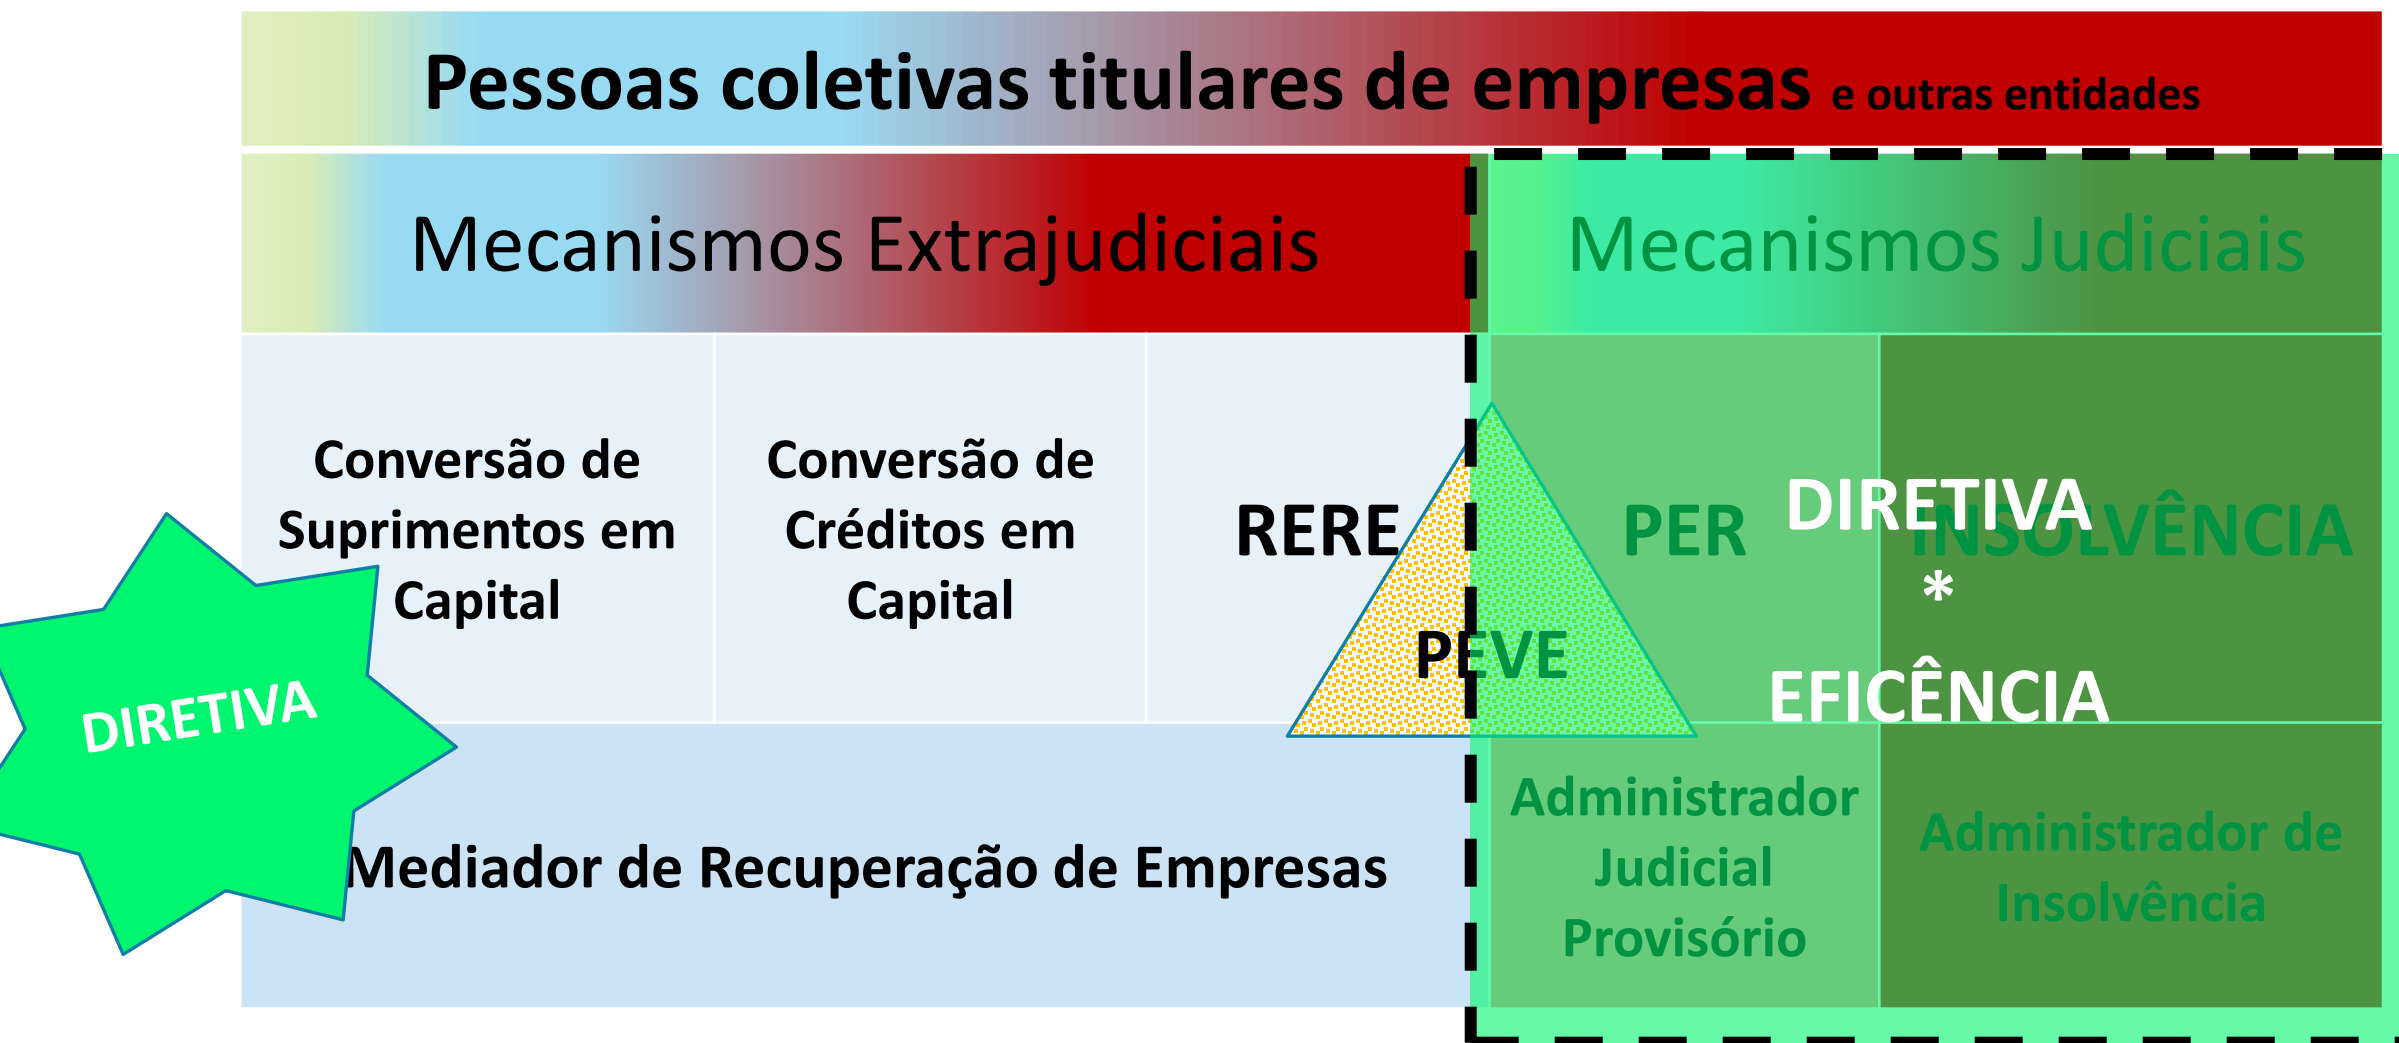 Pessoas coletivas titulares de empresas e outras entidades
Mecanismos Extrajudiciais
Mecanismos Judiciais
Conversão de
Suprimentos em
Capital
Conversão de
Créditos em
Capital
RERE
PEVE
PER
INSOLVÊNCIA
DIRETIVA
*
EFICÊNCIA
DIRETIVA
Mediador de Recuperação de Empresas
Administrador
Judicial
Provisório
Administrador de
Insolvência